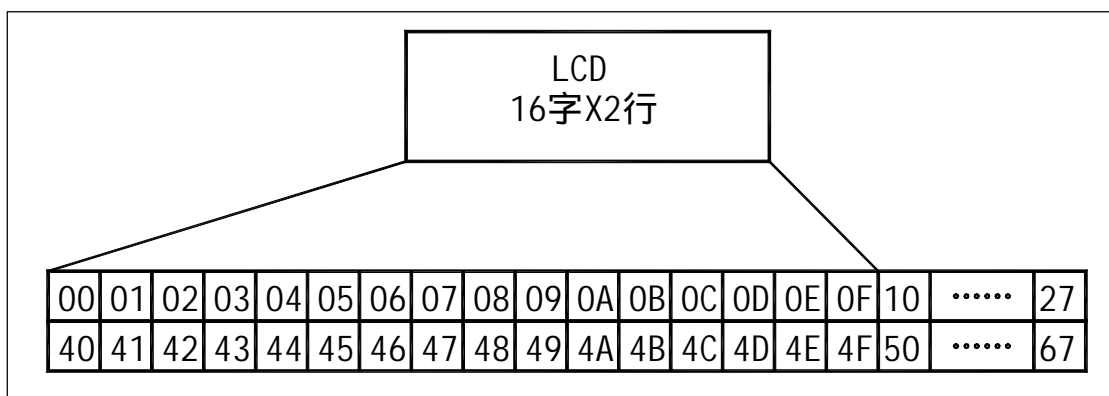 LCD
16字X2行
00 01 02 03 04 05 06 07 08 09 0A 0B 0C 0D 0E 0F 10 …… 27
40 41 42 43 44 45 46 47 48 49 4A 4B 4C 4D 4E 4F 50 …… 67